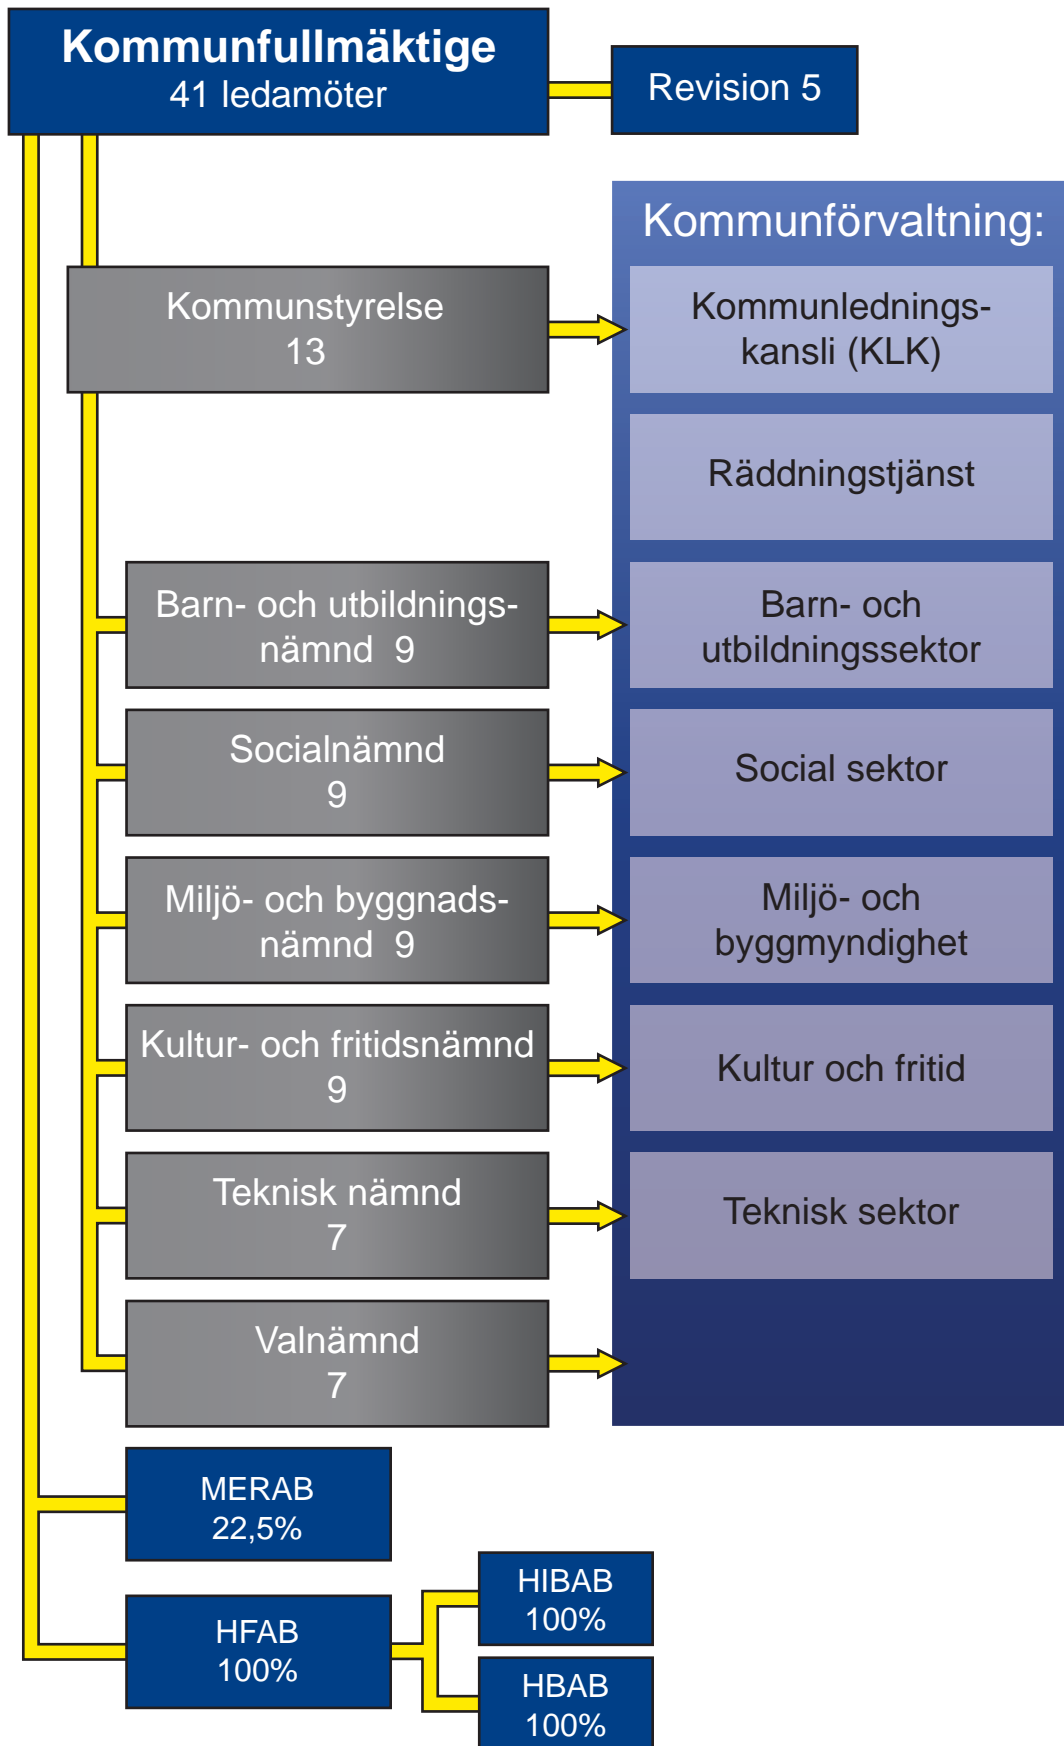 Kommunfullmäktige
41 ledamöter
Revision 5
Kommunförvaltning:
Kommunstyrelse
13
Kommunlednings-
kansli (KLK)
Räddningstjänst
Barn- och utbildnings-
nämnd 9
Barn- och
utbildningssektor
Socialnämnd
9
Social sektor
Miljö- och byggnads-
nämnd 9
Miljö- och
byggmyndighet
Kultur- och fritidsnämnd
9
Kultur och fritid
Teknisk nämnd
7
Teknisk sektor
Valnämnd
7
MERAB
22,5%
HFAB
100%
HIBAB
100%
HBAB
100%